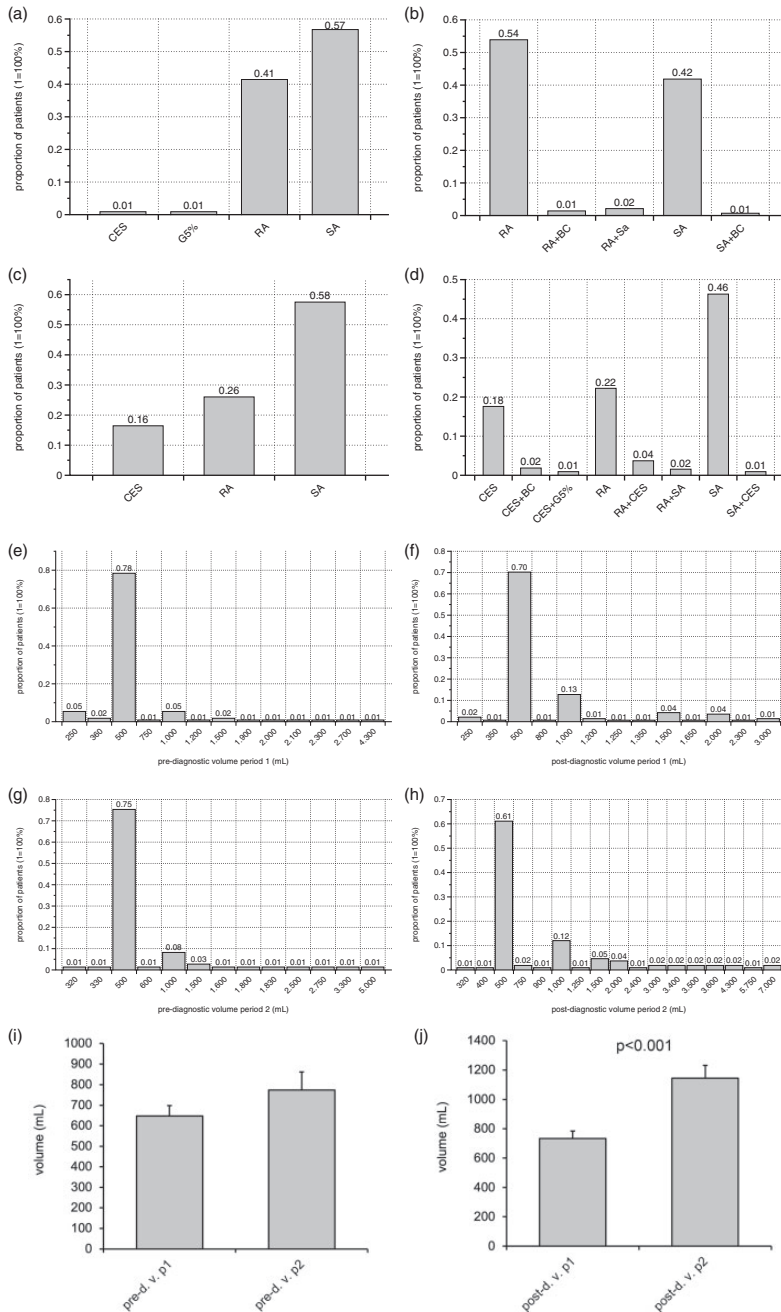 (a)
proportion of patients (1=100%)
0.6
0.5
0.4
0.3
0.2
0.1
0
0.01 0.01 0.41 0.57
CES G5% RA SA
(b)
proportion of patients (1=100%)
0.6
0.5
0.4
0.3
0.2
0.1
0
0.54 0.01 0.02 0.42 0.01
RA RA+BC RA+Sa SA SA+BC
(c)
proportion of patients (1=100%)
0.6
0.5
0.4
0.3
0.2
0.1
0
0.16 0.26 0.58
CES RA SA
(d)
proportion of patients (1=100%)
0.5
0.4
0.3
0.2
0.1
0
0.18 0.02 0.01 0.22 0.04 0.02 0.46 0.01
CES CES+BC CES+G5% RA RA+CES RA+SA SA SA+CES
(e)
proportion of patients (1=100%)
0.8
0.6
0.4
0.2
0
0.05 0.02 0.78 0.01 0.05 0.01 0.02 0.01 0.01 0.01 0.01 0.01 0.01
250 360 500 750 1.000 1.200 1.500 1.900 2.000 2.100 2.300 2.700 4.300
pre-diagnostic volume period 1 (mL)
(f)
proportion of patients (1=100%)
0.8
0.7
0.6
0.5
0.4
0.3
0.2
0.1
0
0.02 0.01 0.70 0.01 0.13 0.01 0.01 0.01 0.04 0.01 0.04 0.01 0.01
250 350 500 800 1.000 1.200 1.250 1.350 1.500 1.650 2.000 2.300 3.000
post-diagnostic volume period 1 (mL)
(g)
proportion of patients (1=100%)
0.8
0.7
0.6
0.5
0.4
0.3
0.2
0.1
0
0.01 0.01 0.75 0.01 0.08 0.03 0.01 0.01 0.01 0.01 0.01 0.01 0.01
320 330 500 600 1.000 1.500 1.600 1.800 1.830 2.500 2.750 3.300 5.000
pre-diagnostic volume period 2 (mL)
(h)
proportion of patients (1=100%)
0.7
0.6
0.5
0.4
0.3
0.2
0.1
0
0.01 0.01 0.61 0.02 0.01 0.12 0.01 0.05 0.04 0.01 0.02 0.02 0.02 0.02 0.02 0.01 0.02
320 400 500 750 900 1.000 1.250 1.500 2.000 2.400 3.000 3.400 3.500 3.600 4.300 5.750 7.000
post-diagnostic volume period 2 (mL)
(i)
volume (mL)
1000
900
800
700
600
500
400
300
200
100
0
pre-d. v. p1 pre-d. v. p2
(j)
p<0.001
volume (mL)
1400
1200
1000
800
600
400
200
0
post-d. v. p1 post-d. v. p2